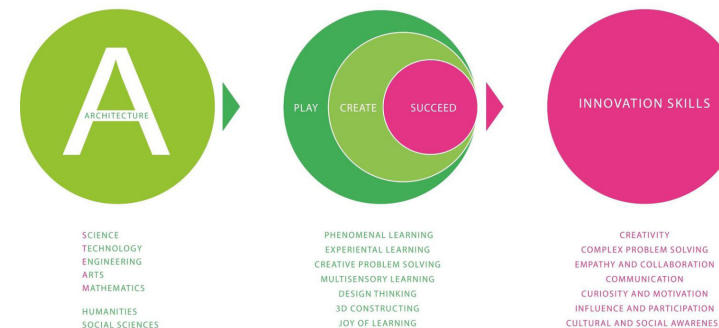 A
ARCHITECTURE
SCIENCE
TECHNOLOGY
ENGINEERING
ARTS
MATHEMATICS
HUMANITIES
SOCIAL SCIENCES
PLAY CREATE SUCCEED
PHENOMENAL LEARNING
EXPERIENTAL LEARNING
CREATIVE PROBLEM SOLVING
MULTISENSORY LEARNING
DESIGN THINKING
3D CONSTRUCTING
JOY OF LEARNING
INNOVATION SKILLS
CREATIVITY
COMPLEX PROBLEM SOLVING
EMPATHY AND COLLABORATION
COMMUNICATION
CURIOSITY AND MOTIVATION
INFLUENCE AND PARTICIPATION
CULTURAL AND SOCIAL AWARENES